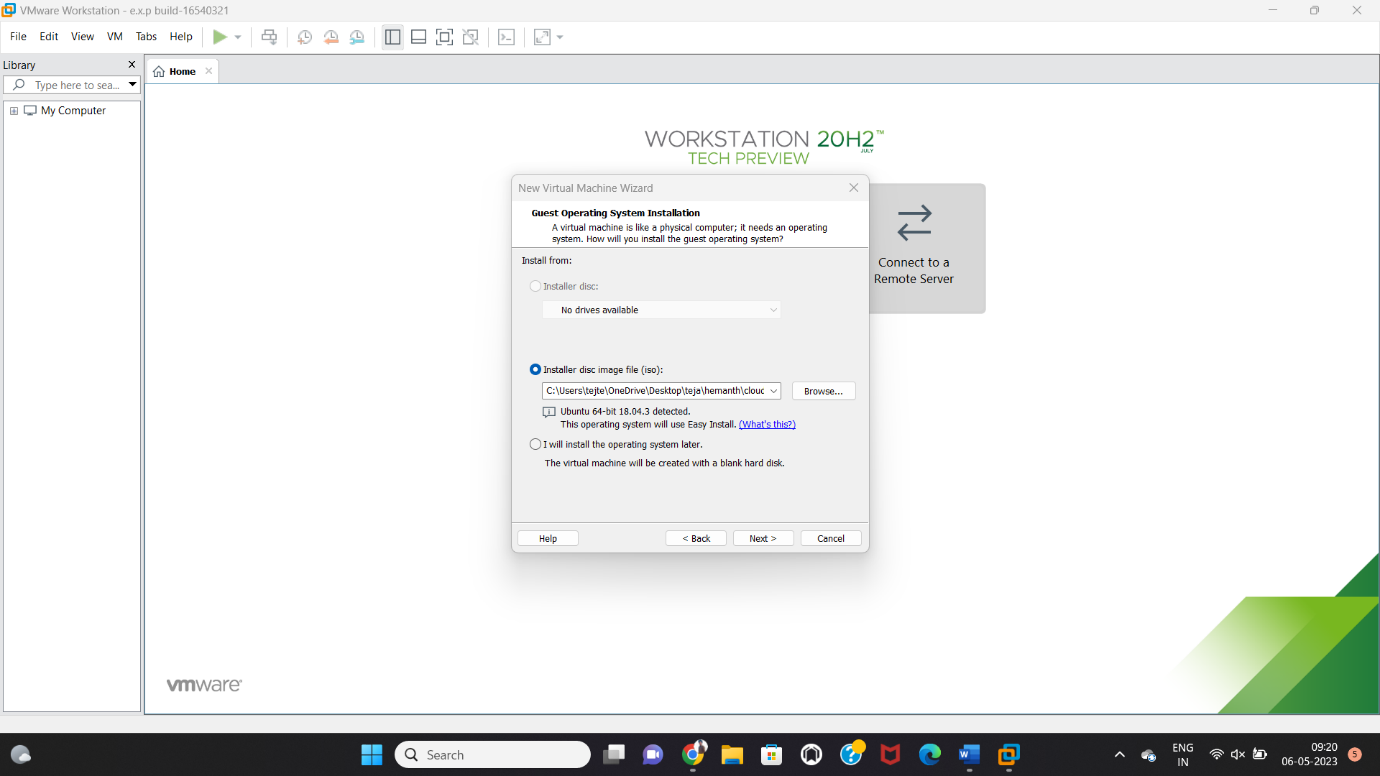 VMware Workstation - e.x.p build-16540321
File Edit View VM Tabs Help
Library
Type here to sea...
My Computer
Home
WORKSTATION 20H2™
JULY
TECH PREVIEW
Connect to a
Remote Server
New Virtual Machine Wizard
Guest Operating System Installation
A virtual machine is like a physical computer; it needs an operating
system. How will you install the guest operating system?
Install from:
Installer disc:
No drives available
Installer disc image file (iso):
C:\Users\tejte\OneDrive\Desktop\teja\hemanth\clouc
Browse...
Ubuntu 64-bit 18.04.3 detected.
This operating system will use Easy Install. (What's this?)
I will install the operating system later.
The virtual machine will be created with a blank hard disk.
Help < Back Next > Cancel
vmware®
Search
ENG
IN
09:20
06-05-2023
5